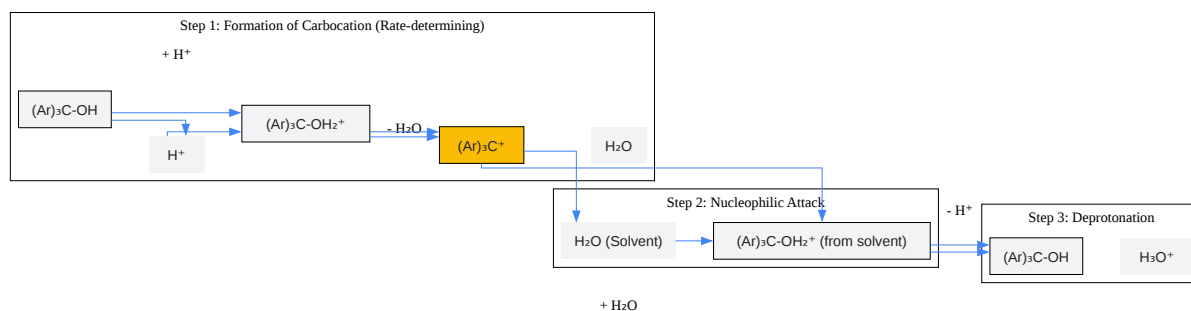 Step 1: Formation of Carbocation (Rate-determining)
+ H⁺
(Ar)₃C-OH
(Ar)₃C-OH₂⁺
- H₂O
H⁺
(Ar)₃C⁺
H₂O
Step 2: Nucleophilic Attack
H₂O (Solvent)
(Ar)₃C-OH₂⁺ (from solvent)
- H⁺
Step 3: Deprotonation
(Ar)₃C-OH
H₃O⁺
+ H₂O